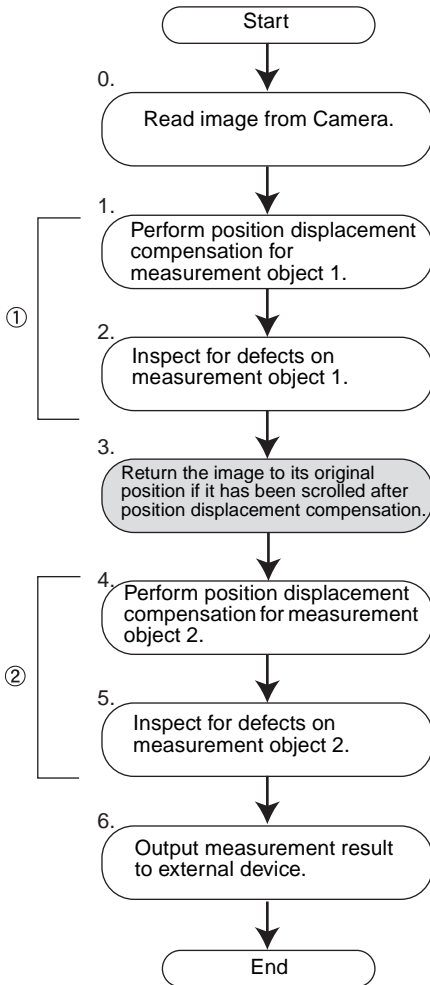 Start
0.
Read image from Camera.
1.
Perform position displacement
compensation for
measurement object 1.
①
2.
Inspect for defects on
measurement object 1.
3.
Return the image to its original
position if it has been scrolled after
position displacement compensation.
4.
Perform position displacement
compensation for measurement
object 2.
②
5.
Inspect for defects on
measurement object 2.
6.
Output measurement result
to external device.
End